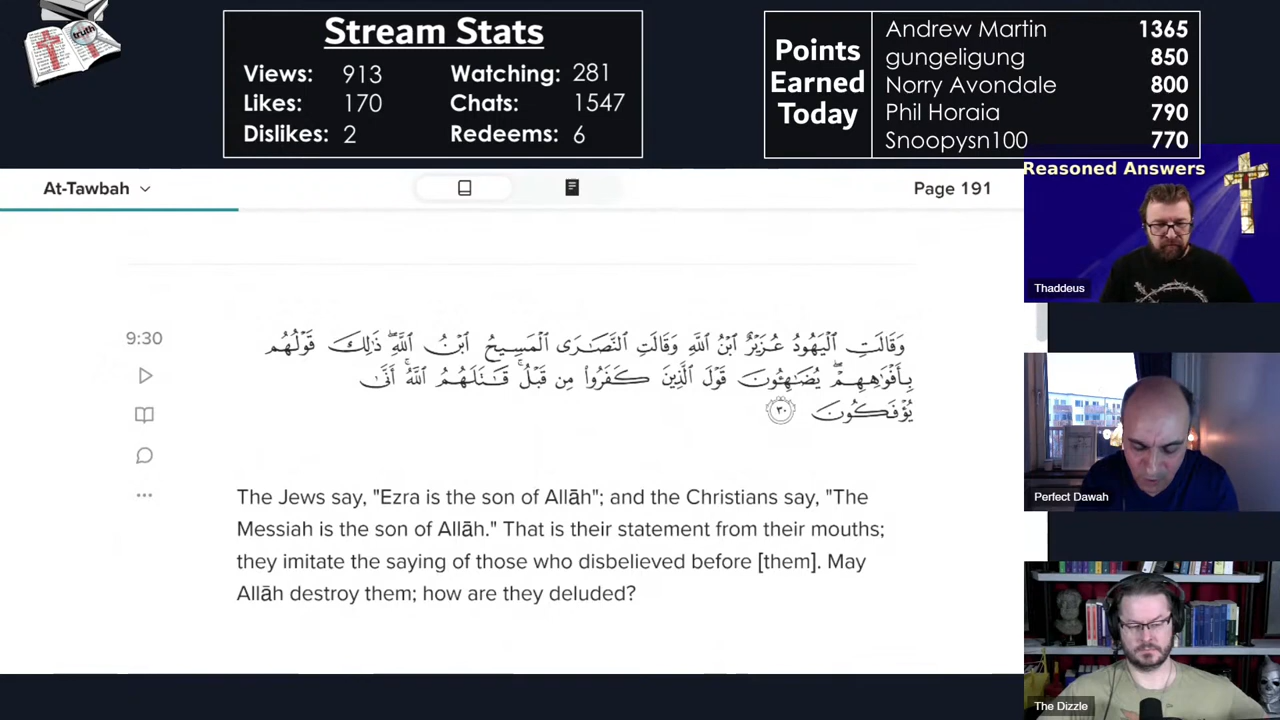 truth
Stream Stats
Views: 913
Watching: 281
Likes: 170
Chats: 1547
Dislikes: 2
Redeems: 6
Points
Earned
Today
Andrew Martin 1365
gungeligung 850
Norry Avondale 800
Phil Horaia 790
Snoopysn100 770
At-Tawbah
Page 191
9:30
وَقَالَتِ ٱلْيَهُودُ عُزَيْرٌ ٱبْنُ ٱللَّهِ وَقَالَتِ ٱلنَّصَـٰرَى ٱلْمَسِيحُ ٱبْنُ ٱللَّهِ ۖ ذَٰلِكَ قَوْلُهُم
بِأَفْوَٰهِهِمْ ۖ يُضَـٰهِـُٔونَ قَوْلَ ٱلَّذِينَ كَفَرُوا۟ مِن قَبْلُ ۚ قَـٰتَلَهُمُ ٱللَّهُ ۚ أَنَّىٰ
يُؤْفَكُونَ ٣٠
The Jews say, "Ezra is the son of Allāh"; and the Christians say, "The
Messiah is the son of Allāh." That is their statement from their mouths;
they imitate the saying of those who disbelieved before [them]. May
Allāh destroy them; how are they deluded?
Reasoned Answers
Thaddeus
Perfect Dawah
The Dizzle